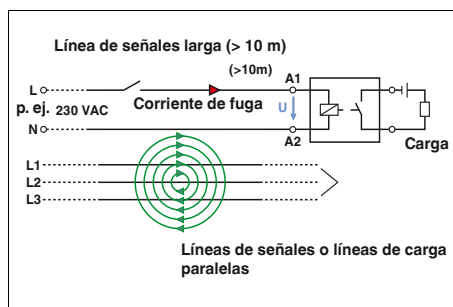 Línea de señales larga (> 10 m)
(>10m)
L
A1
p. ej. 230 VAC
Corriente de fuga
U
N
A2
Carga
L1
L2
L3
Líneas de señales o líneas de carga
paralelas